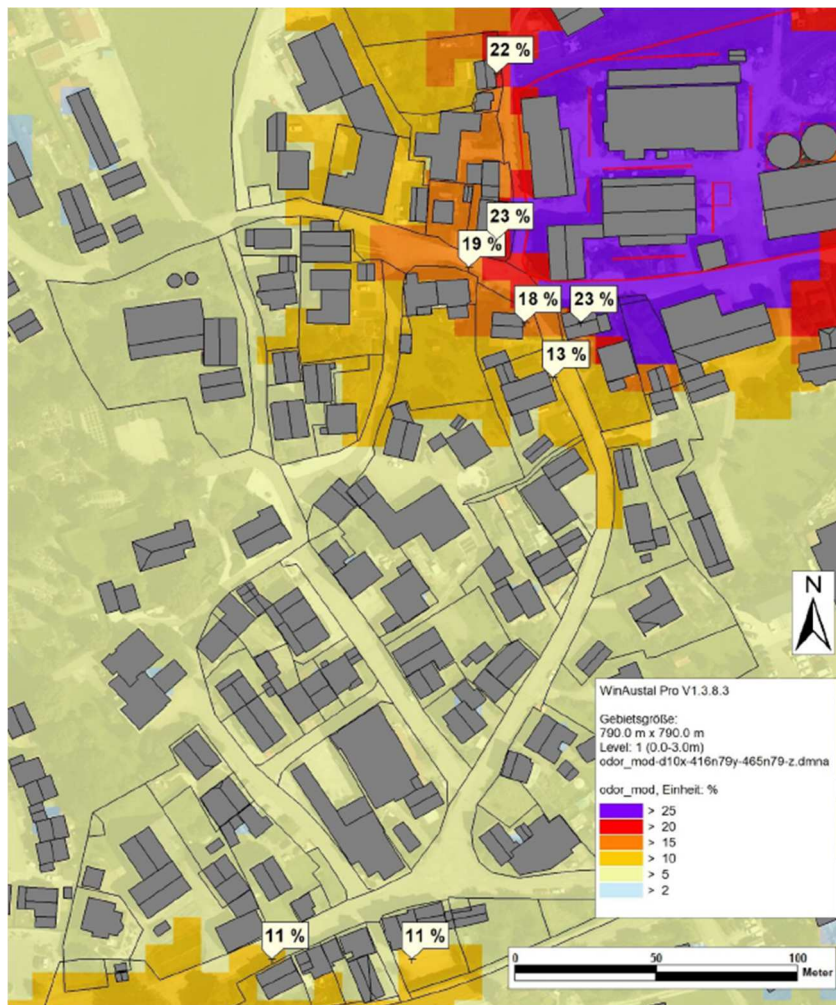 22 %
23 %
19 %
18 %
23 %
13 %
N
WinAustal Pro V1.3.8.3
Gebietsgröße:
790.0 m x 790.0 m
Level: 1 (0.0-3.0m)
odor_mod-d10x-416n79y-465n79-z.dmna
odor_mod, Einheit: %
> 25
> 20
> 15
> 10
> 5
> 2
11 %
11 %
0 50 100
Meter